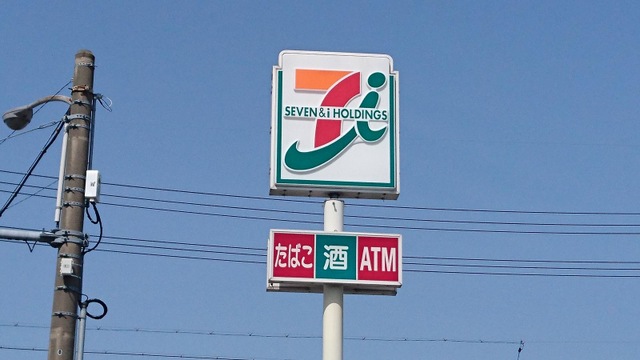 SEVEN & i HOLDINGS
たばこ 酒 ATM